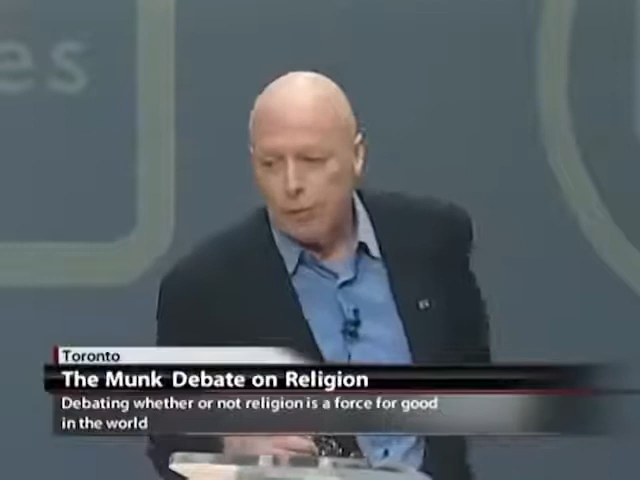 es
Toronto
The Munk Debate on Religion
Debating whether or not religion is a force for good
in the world